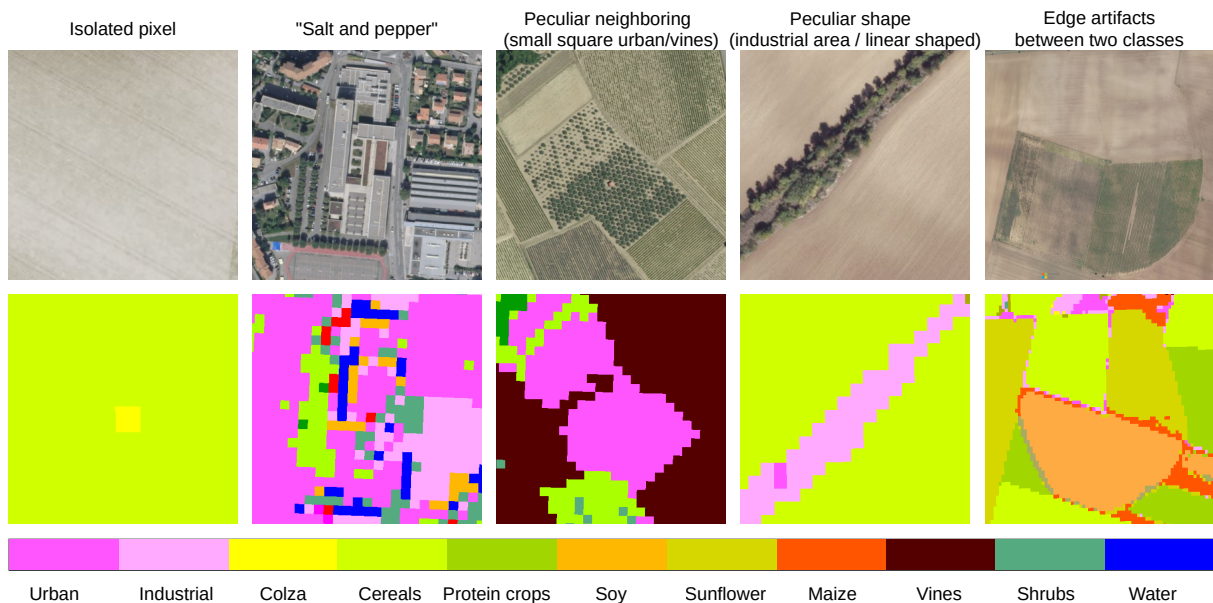 Isolated pixel
"Salt and pepper"
Peculiar neighboring
(small square urban/vines)
Peculiar shape
(industrial area / linear shaped)
Edge artifacts
between two classes
Urban
Industrial
Colza
Cereals
Protein crops
Soy
Sunflower
Maize
Vines
Shrubs
Water